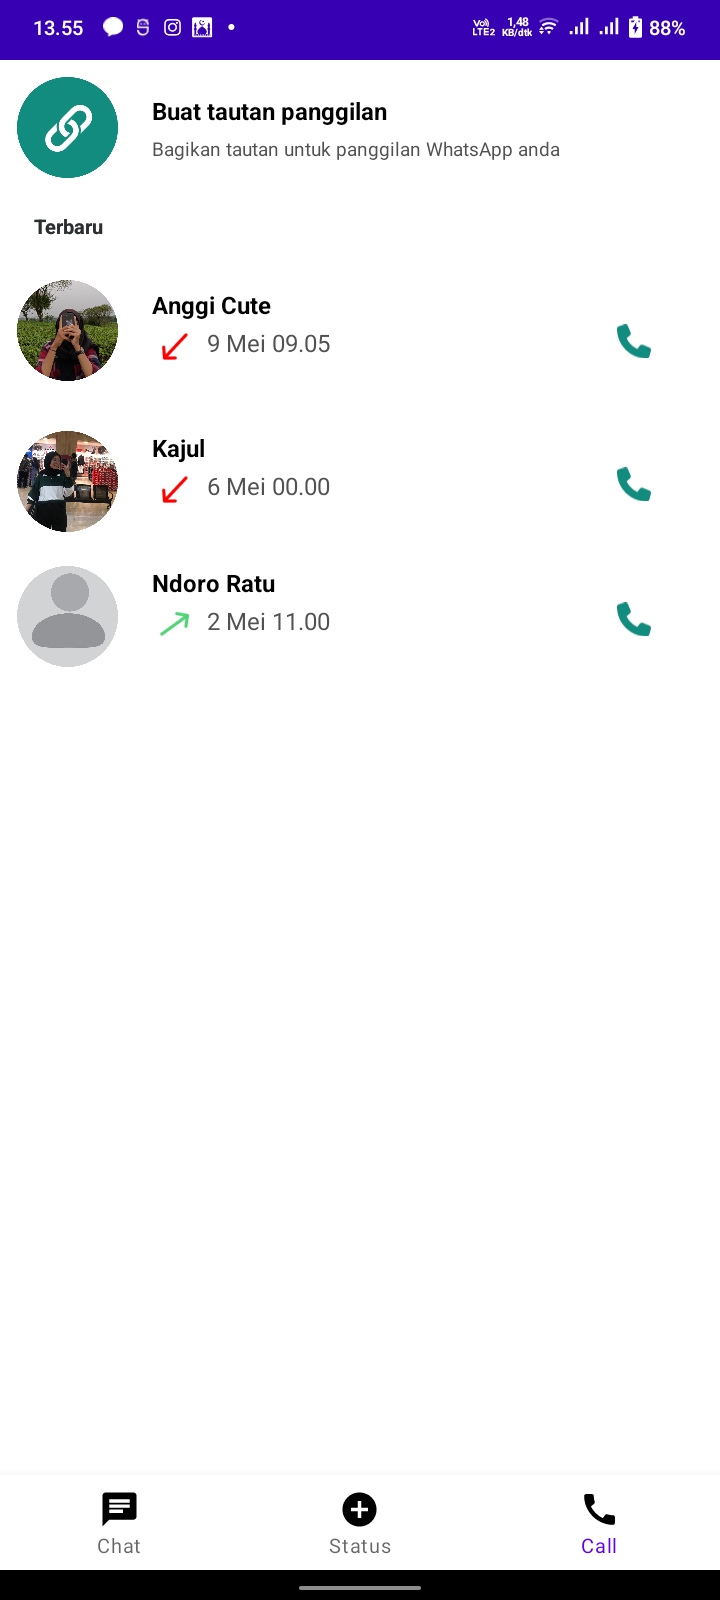 13.55
Vo)) LTE2 1,48 KB/dtk 88%
Buat tautan panggilan
Bagikan tautan untuk panggilan WhatsApp anda
Terbaru
Anggi Cute
9 Mei 09.05
Kajul
6 Mei 00.00
Ndoro Ratu
2 Mei 11.00
Chat Status Call